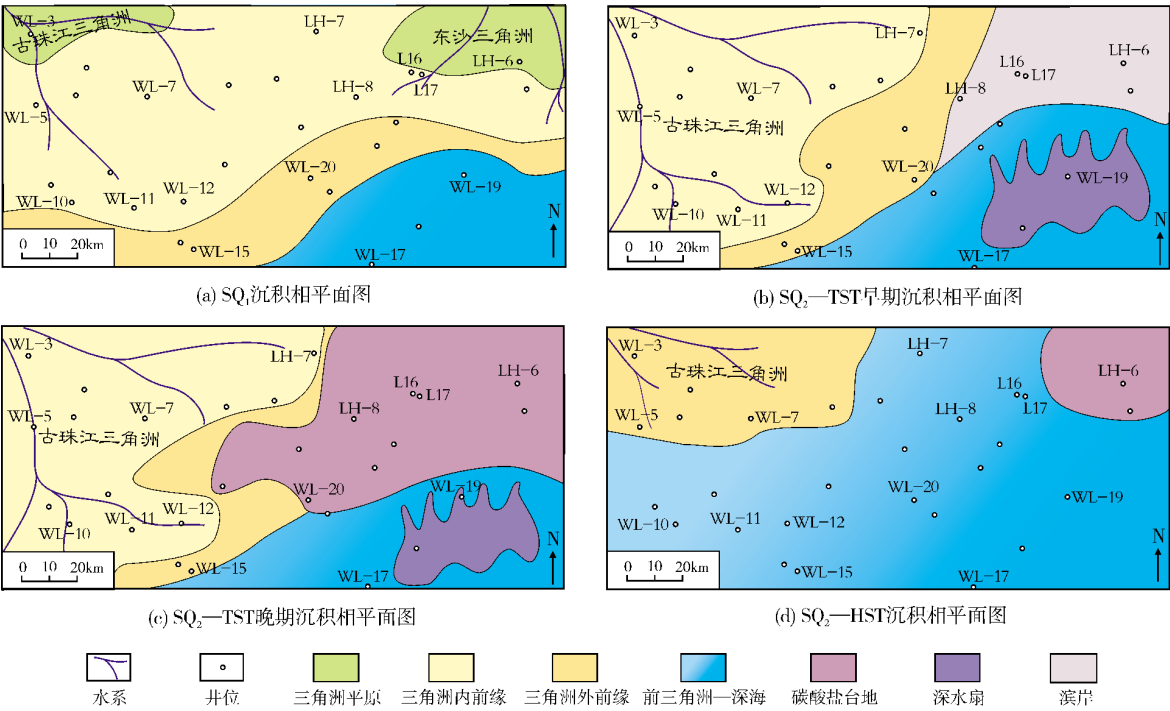 WL-3
古珠江三角洲
LH-7
东沙三角洲
L16
LH-6
L17
WL-7
LH-8
WL-5
WL-20
WL-19
WL-10
WL-11
WL-12
WL-15
WL-17
N
0 10 20km
(a) SQ₁沉积相平面图
WL-3
LH-7
L16
LH-6
L17
WL-7
LH-8
WL-5
古珠江三角洲
WL-20
WL-19
WL-12
WL-10
WL-11
WL-15
WL-17
N
0 10 20km
(b) SQ₂—TST早期沉积相平面图
WL-3
LH-7
L16
LH-6
L17
WL-7
LH-8
WL-5
古珠江三角洲
WL-20
WL-19
WL-12
WL-11
WL-10
WL-15
WL-17
N
0 10 20km
(c) SQ₂—TST晚期沉积相平面图
WL-3
LH-7
古珠江三角洲
L16
LH-6
L17
WL-5
WL-7
LH-8
WL-20
WL-19
WL-10
WL-11
WL-12
WL-15
WL-17
N
0 10 20km
(d) SQ₂—HST沉积相平面图
水系
井位
三角洲平原
三角洲内前缘
三角洲外前缘
前三角洲—深海
碳酸盐台地
深水扇
滨岸